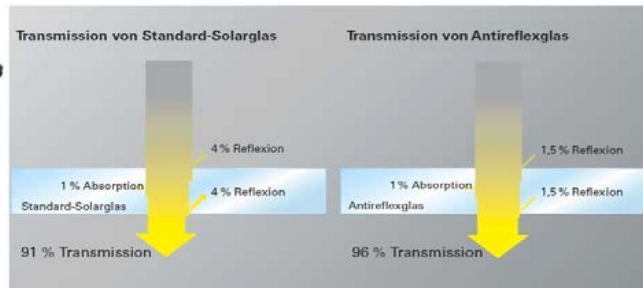 Transmission von Standard-Solarglas
4 % Reflexion
1 % Absorption
4 % Reflexion
Standard-Solarglas
91 % Transmission
Transmission von Antireflexglas
1,5 % Reflexion
1 % Absorption
1,5 % Reflexion
Antireflexglas
96 % Transmission